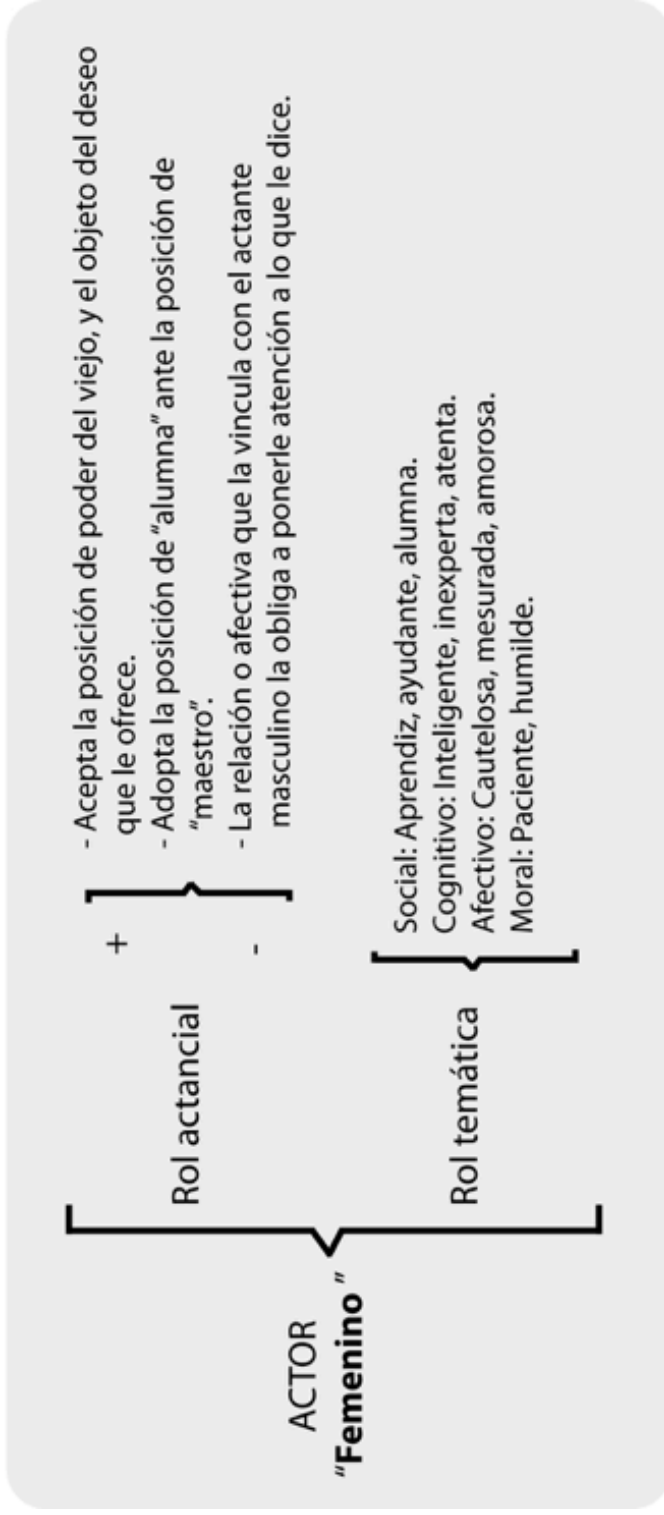 ACTOR
"Femenino"
Rol actancial
+
-
- Acepta la posición de poder del viejo, y el objeto del deseo
que le ofrece.
- Adopta la posición de "alumna" ante la posición de
"maestro".
- La relación o afectiva que la vincula con el actante
masculino la obliga a ponerle atención a lo que le dice.
Rol temática
Social: Aprendiz, ayudante, alumna.
Cognitivo: Inteligente, inexperta, atenta.
Afectivo: Cautelosa, mesurada, amorosa.
Moral: Paciente, humilde.